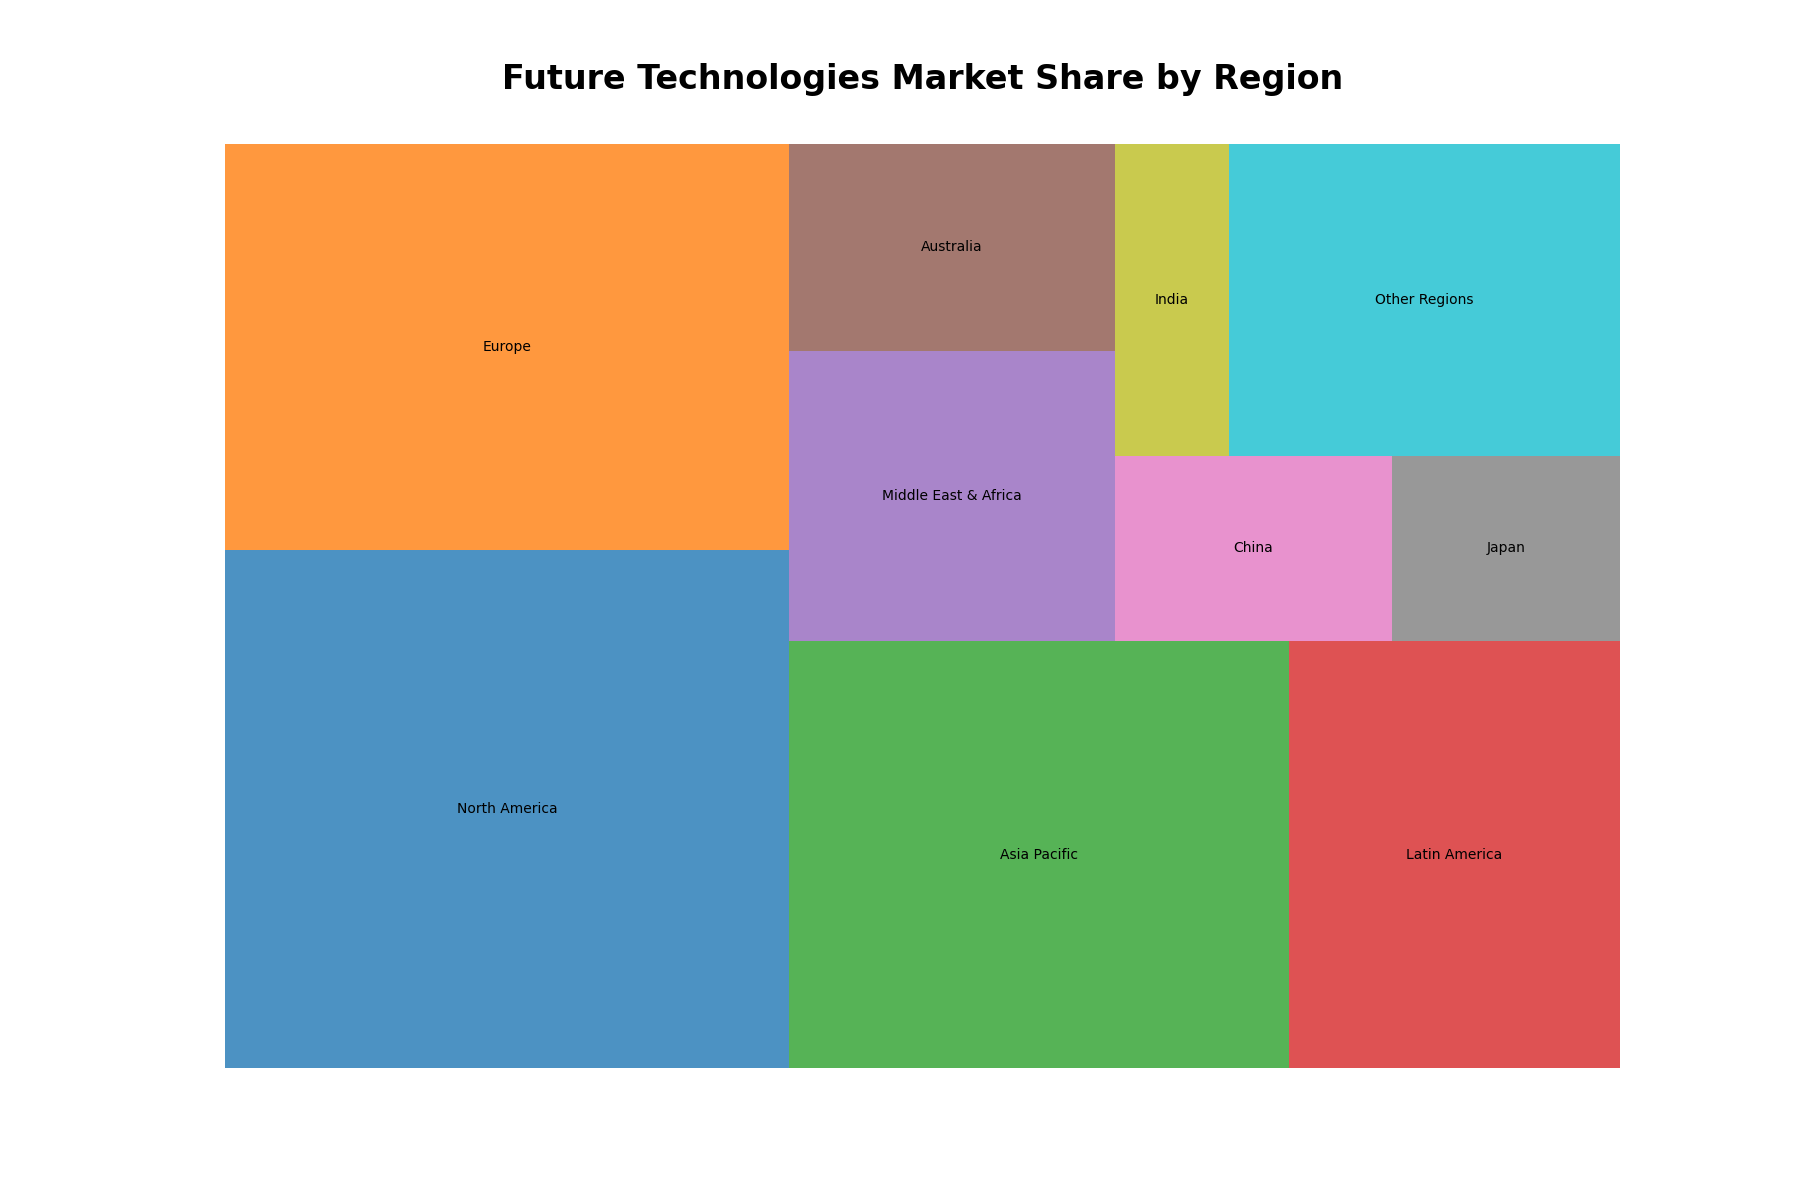 Future Technologies Market Share by Region
Australia
India
Other Regions
Europe
Middle East & Africa
China
Japan
North America
Asia Pacific
Latin America